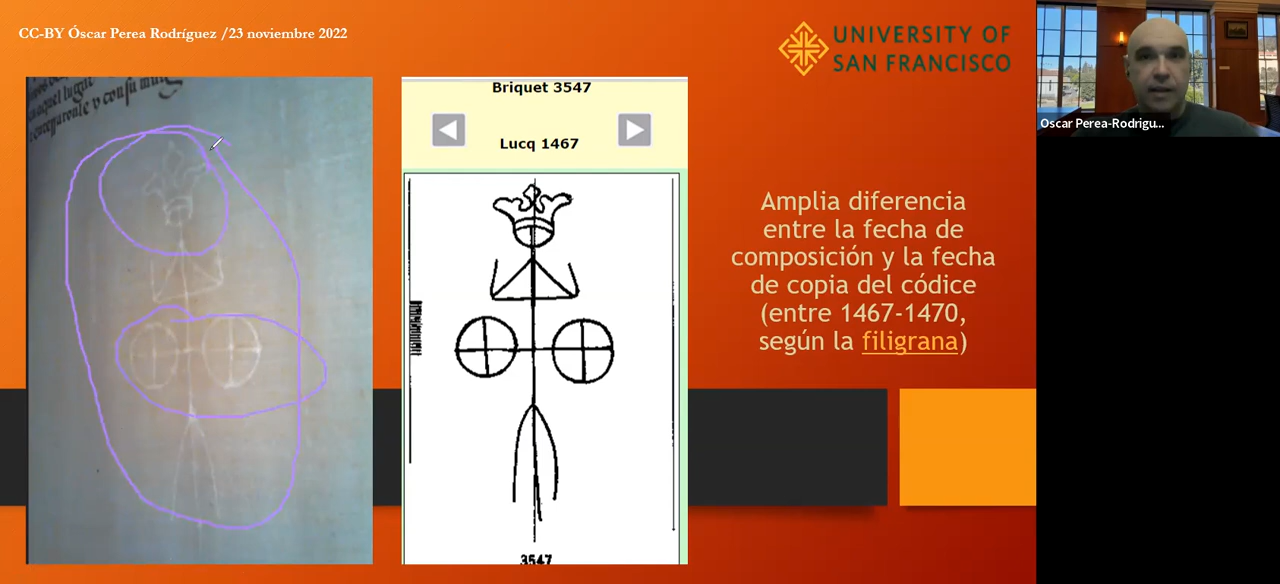 CC-BY Óscar Perea Rodríguez /23 noviembre 2022
UNIVERSITY OF
SAN FRANCISCO
aquel lugar
Briquet 3547
Lucq 1467
3547
Amplia diferencia
entre la fecha de
composición y la fecha
de copia del códice
(entre 1467-1470,
según la filigrana)
Oscar Perea-Rodrigu...